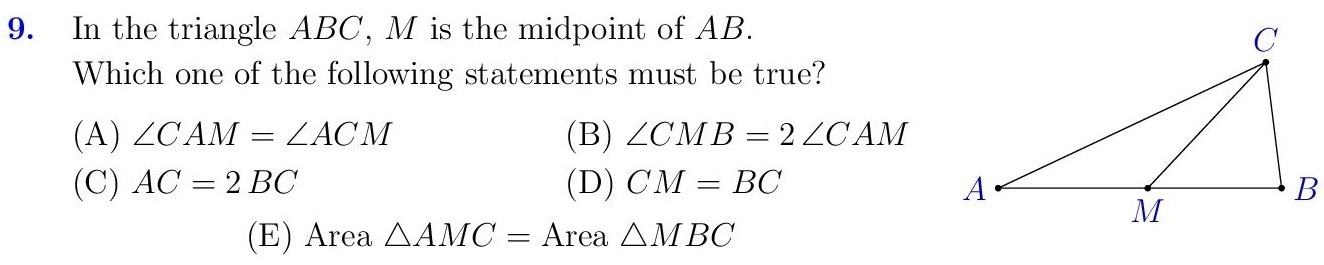 9. In the triangle ABC, M is the midpoint of AB.
Which one of the following statements must be true?
(A) ∠CAM = ∠ACM (B) ∠CMB = 2 ∠CAM
(C) AC = 2 BC (D) CM = BC
(E) Area △AMC = Area △MBC
C
A
M
B